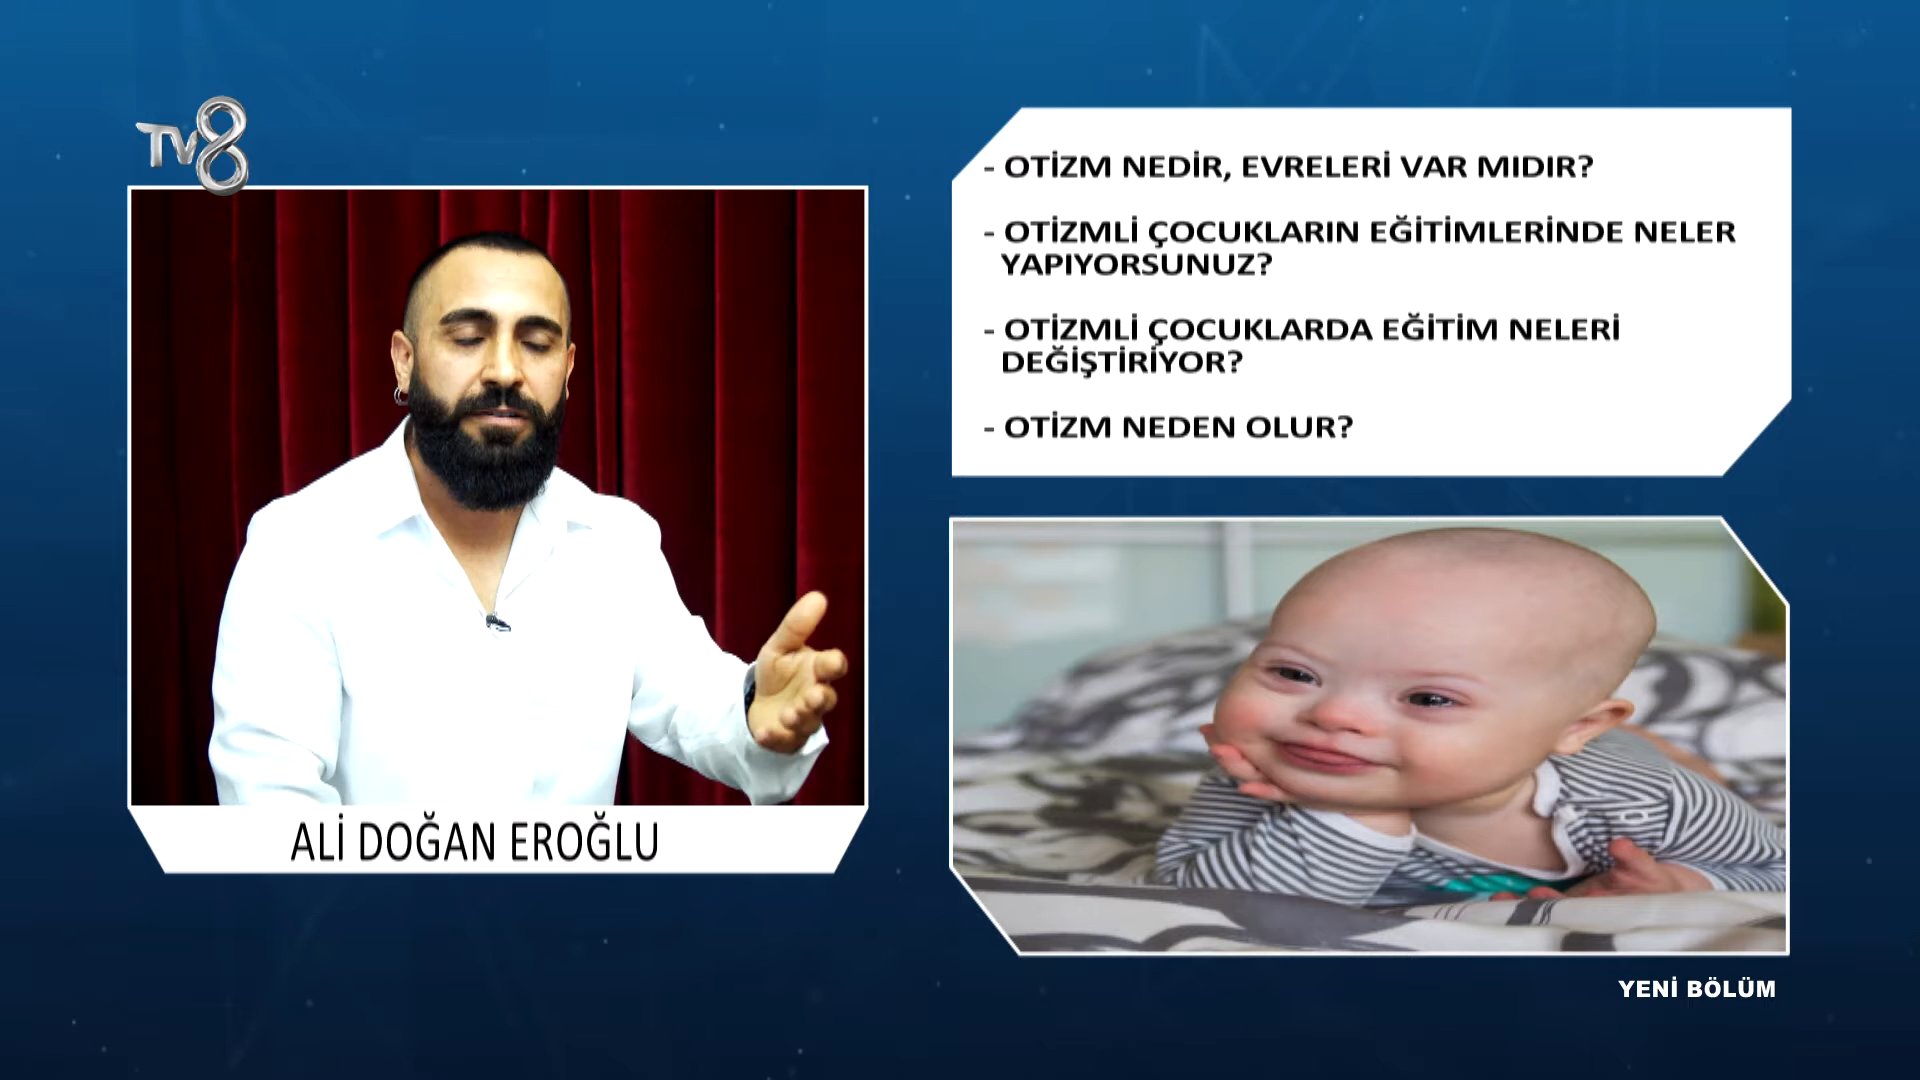 TV8
- OTİZM NEDİR, EVRELERİ VAR MIDIR?
- OTİZMLİ ÇOCUKLARIN EĞİTİMLERİNDE NELER
YAPIYORSUNUZ?
- OTİZMLİ ÇOCUKLARDA EĞİTİM NELERİ
DEĞİŞTİRİYOR?
- OTİZM NEDEN OLUR?
ALİ DOĞAN EROĞLU
YENİ BÖLÜM